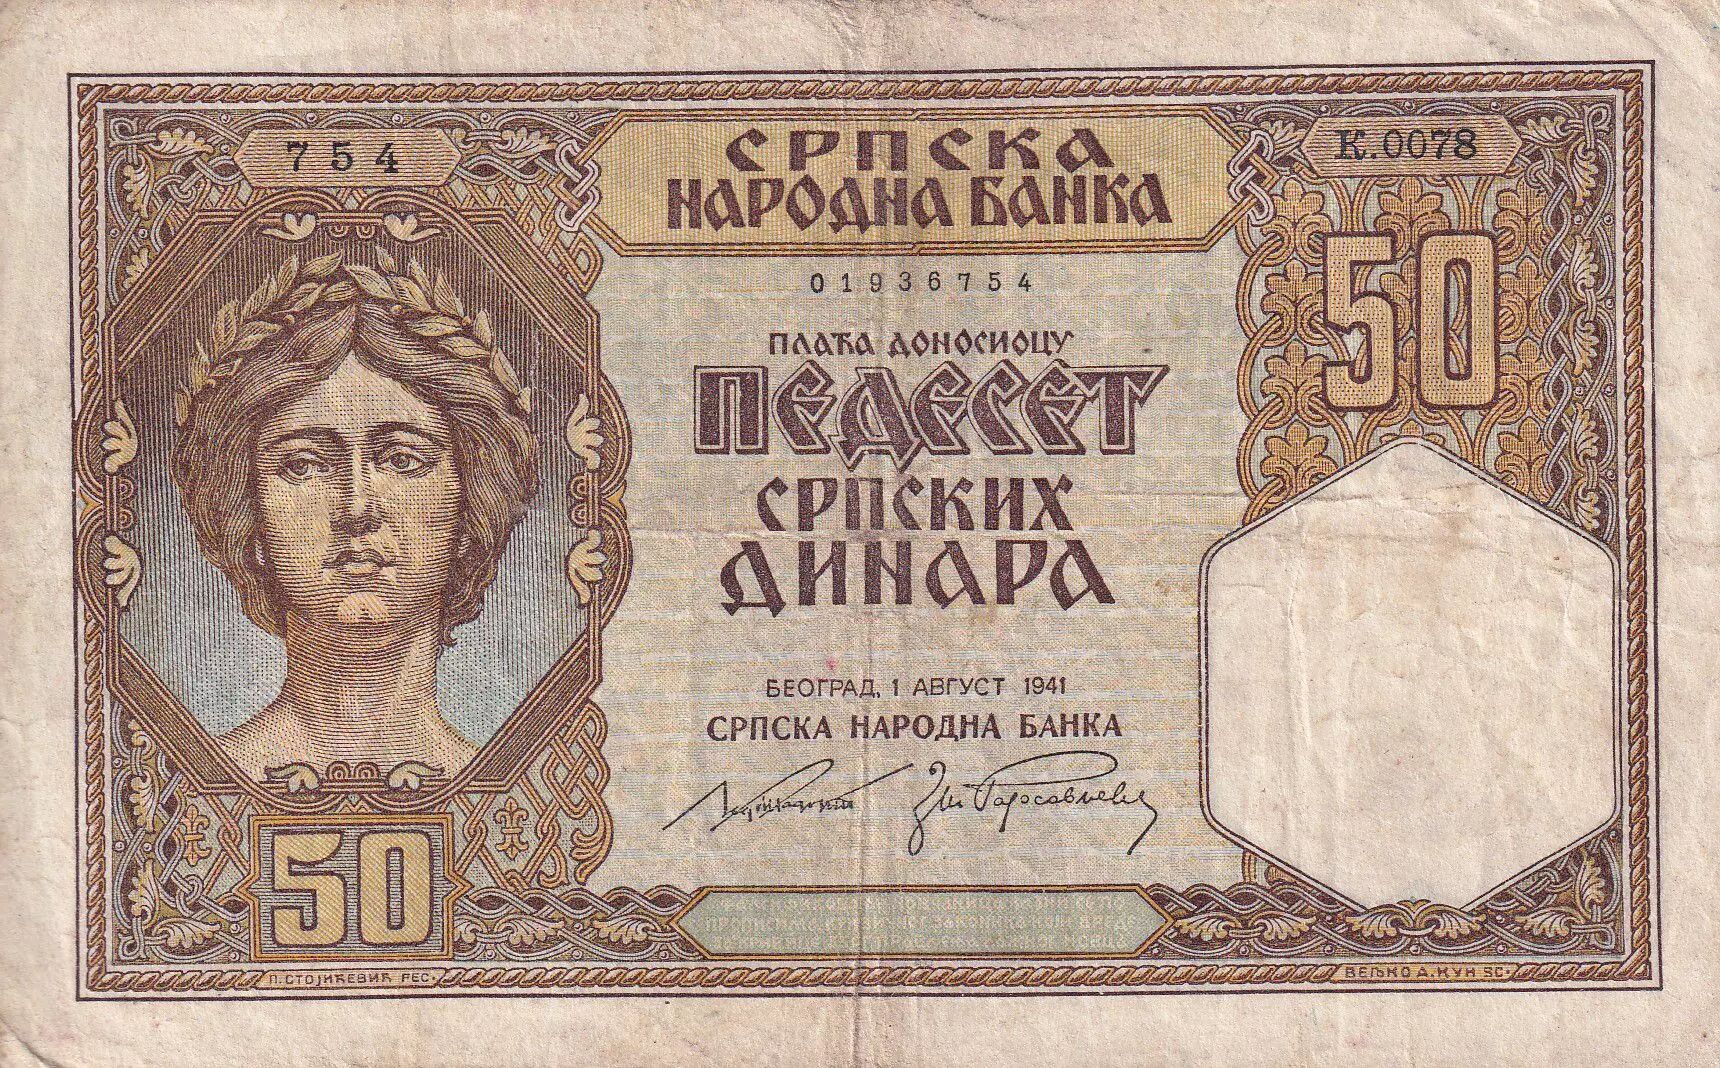 754
K.0078
СРПСКА
НАРОДНА БАНКА
50
01936754
ПЛАЋА ДОНОСИОЦУ
ПЕДЕСЕТ
СРПСКИХ
ДИНАРА
БЕОГРАД, 1 АВГУСТ 1941
СРПСКА НАРОДНА БАНКА
50
П. СТОЈИЋЕВИЋ РЕС.
ВЕЉКО А. КУН SC.